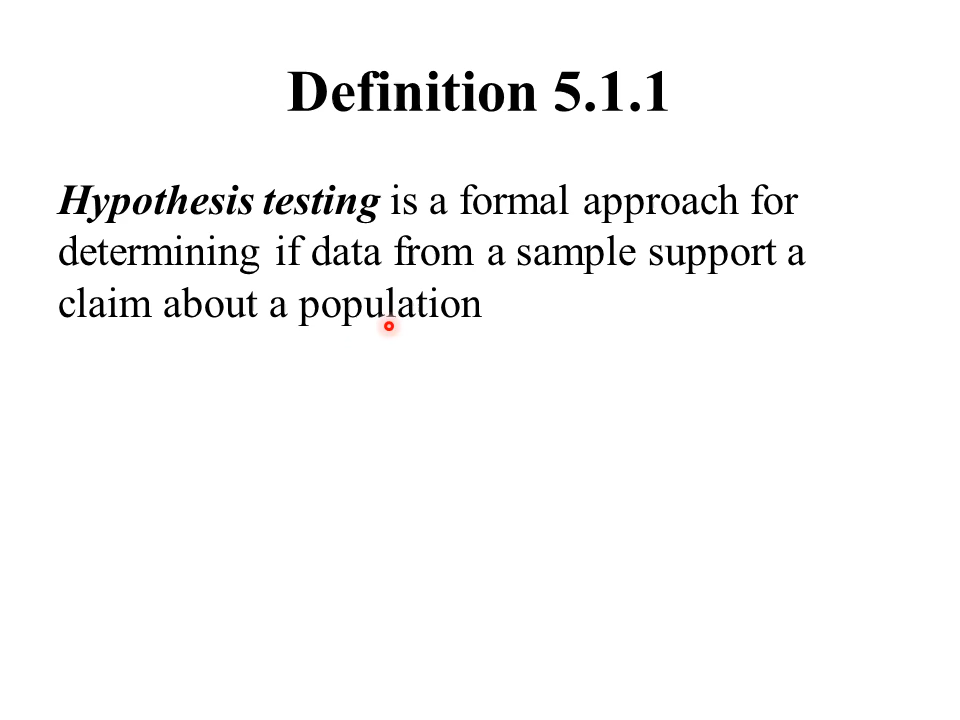 Definition 5.1.1
Hypothesis testing is a formal approach for
determining if data from a sample support a
claim about a population